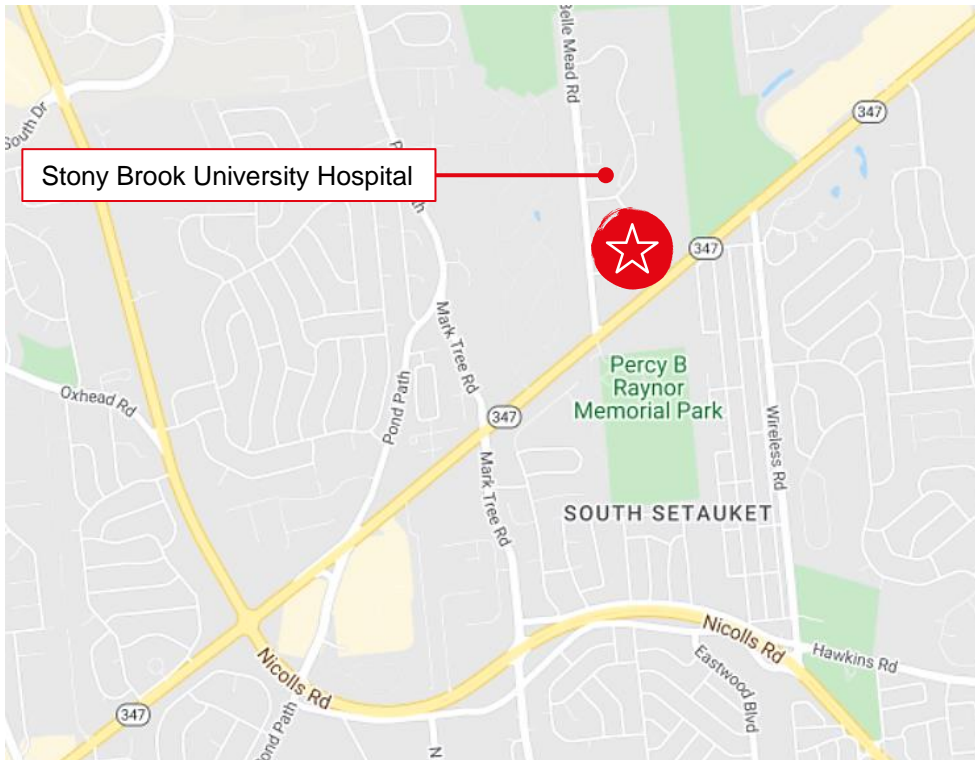 Belle Mead Rd
347
South Dr
Stony Brook University Hospital
347
Mark Tree Rd
Percy B
Raynor
Memorial Park
Oxhead Rd
Pond Path
347
Wireless Rd
Mark Tree Rd
SOUTH SETAUKET
Nicolls Rd
Hawkins Rd
Nicolls Rd
Eastwood Blvd
347
Pond Path
N